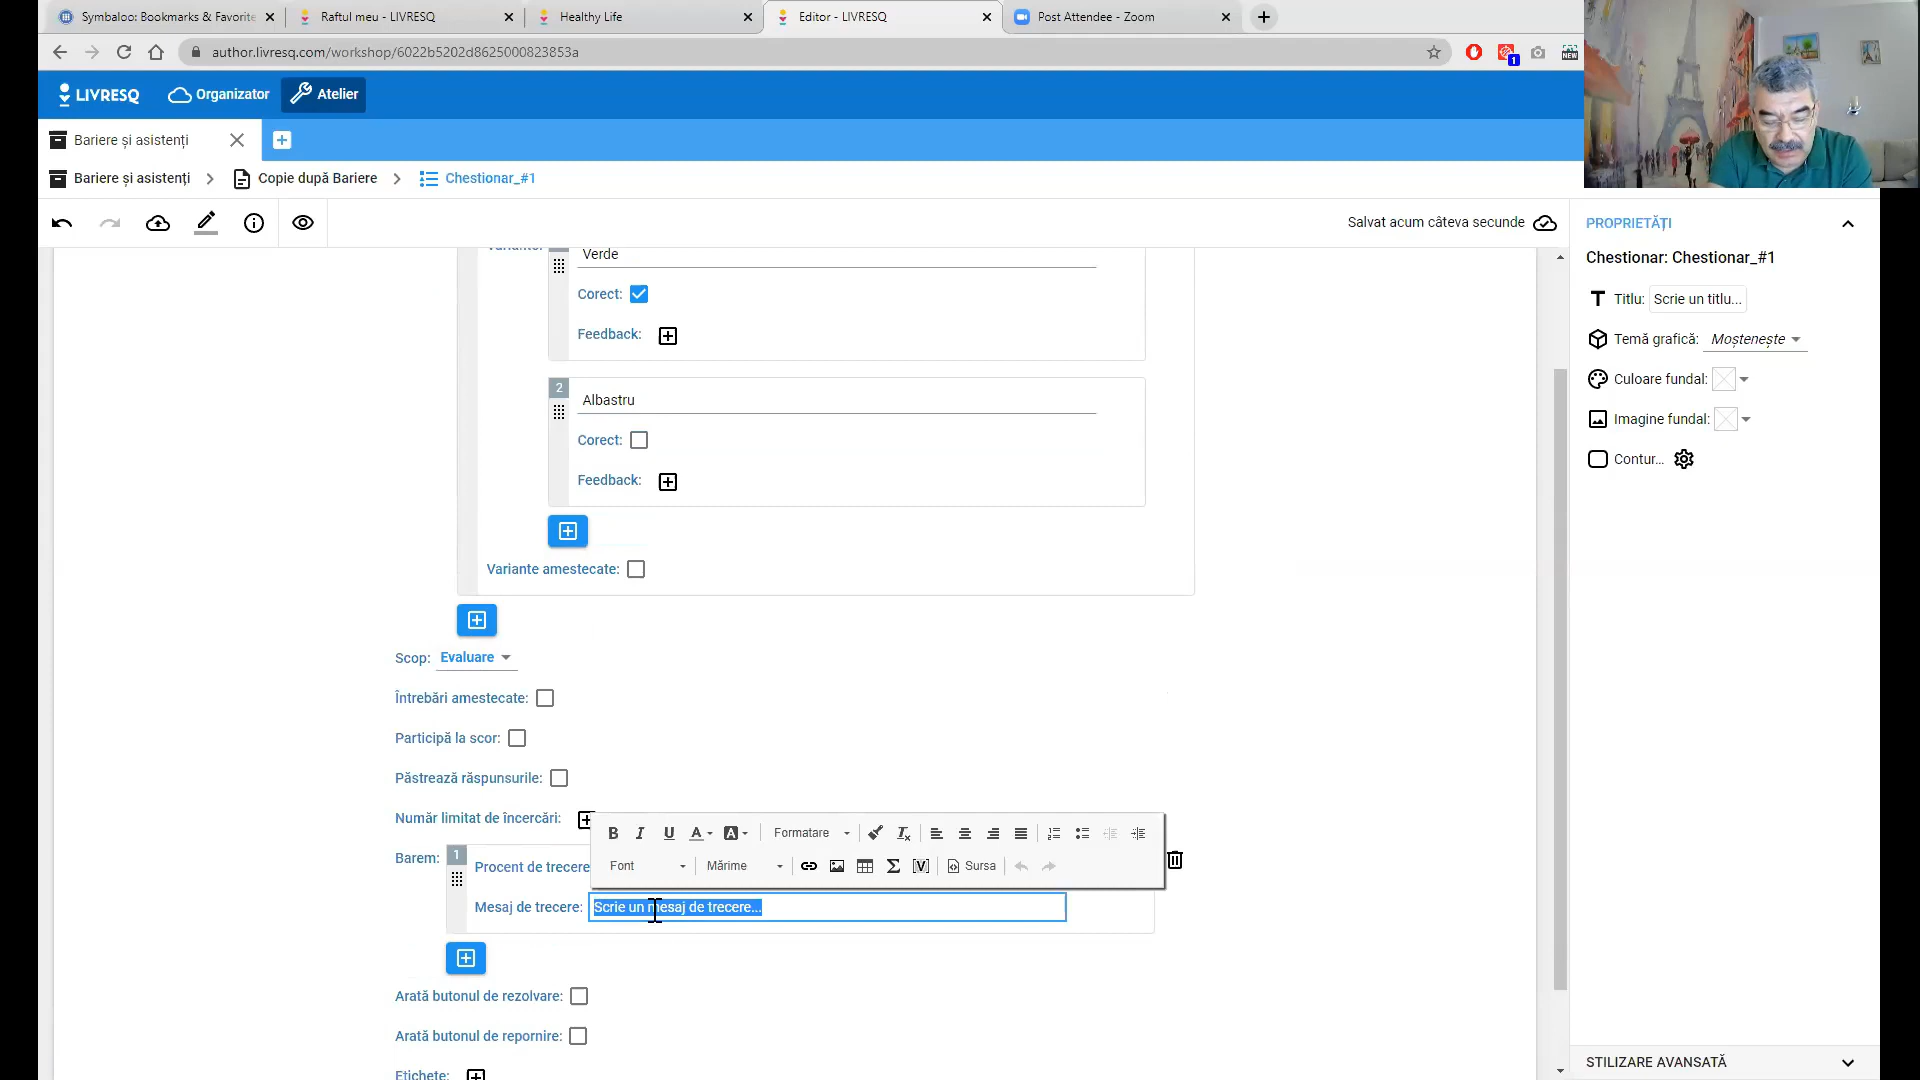 Symbaloo: Bookmarks & Favorite
Raftul meu - LIVRESQ
Healthy Life
Editor - LIVRESQ
Post Attendee - Zoom
author.livresq.com/workshop/6022b5202d8625000823853a
1
NEW
LIVRESQ
Organizator
Atelier
Bariere și asistenți
Bariere și asistenți
Copie după Bariere
Chestionar_#1
Salvat acum câteva secunde
PROPRIETĂȚI
Chestionar: Chestionar_#1
Titlu: Scrie un titlu...
Temă grafică: Moștenește
Culoare fundal:
Imagine fundal:
Contur...
Verde
Corect:
Feedback:
2
Albastru
Corect:
Feedback:
Variante amestecate:
Scop: Evaluare
Întrebări amestecate:
Participă la scor:
Păstrează răspunsurile:
Număr limitat de încercări:
B I U A A Formatare
Font Mărime Sursa
Barem: 1
Procent de trecere
Mesaj de trecere: Scrie un mesaj de trecere...
Arată butonul de rezolvare:
Arată butonul de repornire:
Etichete:
STILIZARE AVANSATĂ